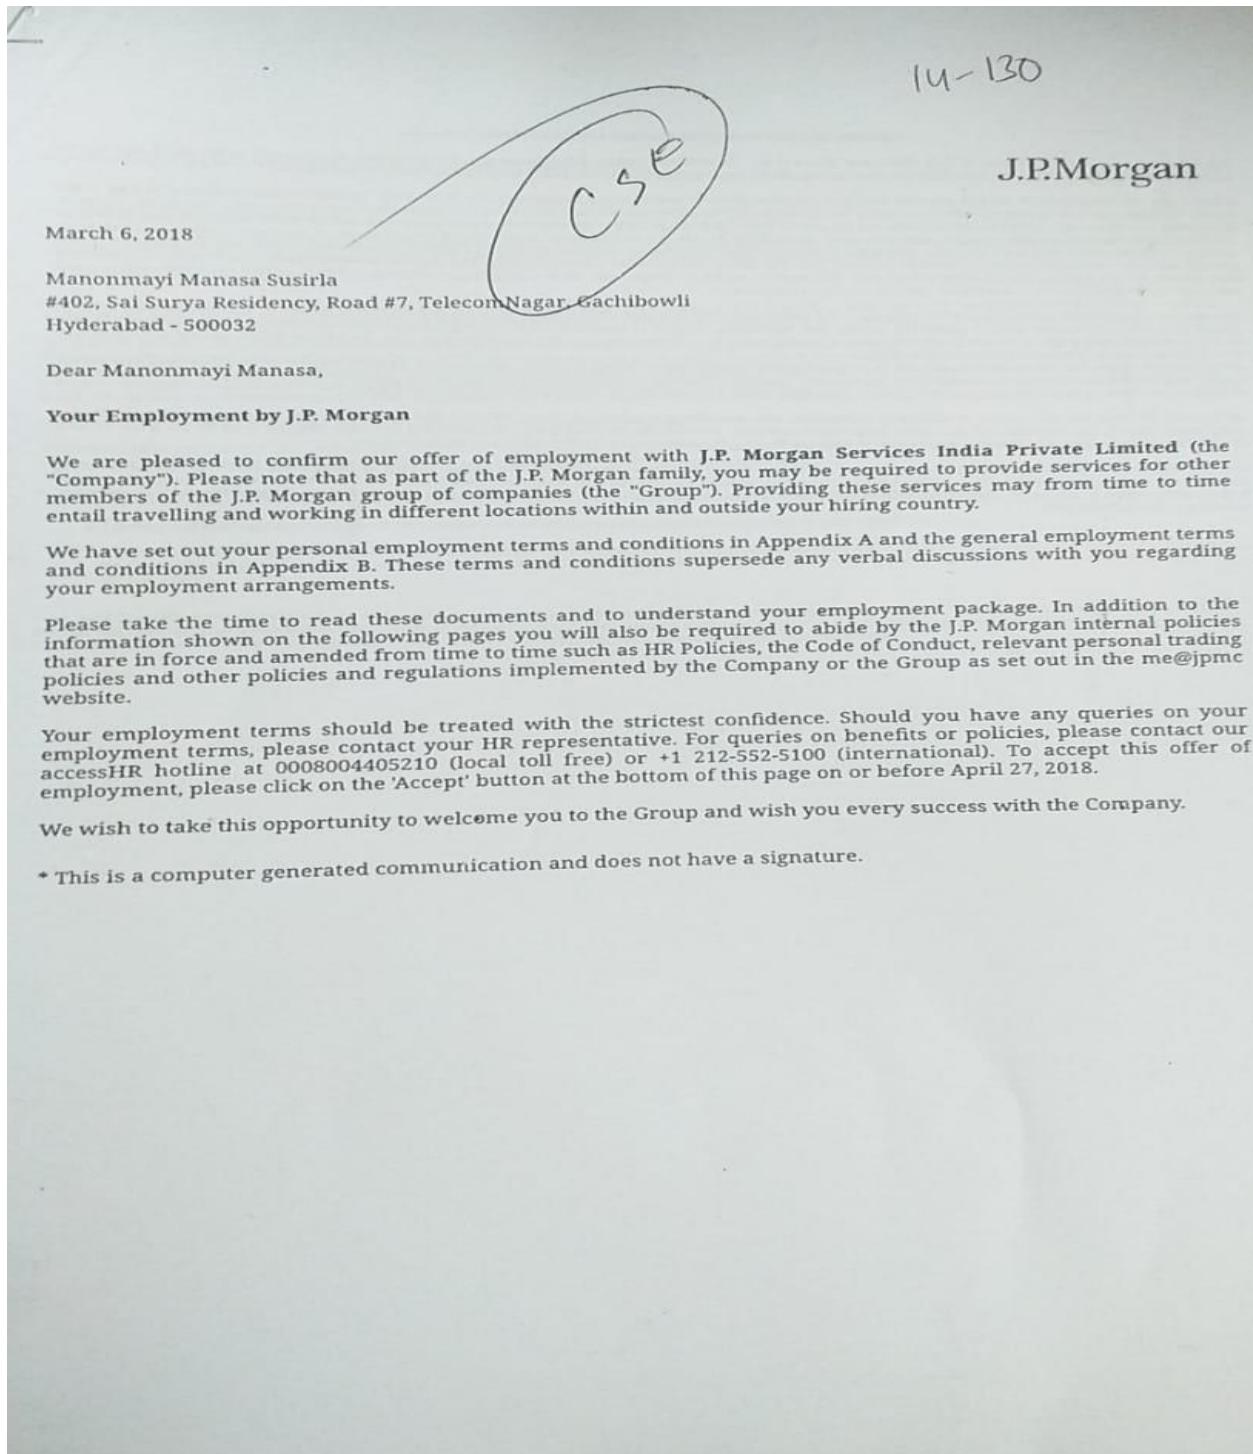 14-130
CSE
J.P.Morgan
March 6, 2018
Manonmayi Manasa Susirla
#402, Sai Surya Residency, Road #7, TelecomNagar, Gachibowli
Hyderabad - 500032
Dear Manonmayi Manasa,
Your Employment by J.P. Morgan
We are pleased to confirm our offer of employment with J.P. Morgan Services India Private Limited (the
"Company"). Please note that as part of the J.P. Morgan family, you may be required to provide services for other
members of the J.P. Morgan group of companies (the "Group"). Providing these services may from time to time
entail travelling and working in different locations within and outside your hiring country.
We have set out your personal employment terms and conditions in Appendix A and the general employment terms
and conditions in Appendix B. These terms and conditions supersede any verbal discussions with you regarding
your employment arrangements.
Please take the time to read these documents and to understand your employment package. In addition to the
information shown on the following pages you will also be required to abide by the J.P. Morgan internal policies
that are in force and amended from time to time such as HR Policies, the Code of Conduct, relevant personal trading
policies and other policies and regulations implemented by the Company or the Group as set out in the me@jpmc
website.
Your employment terms should be treated with the strictest confidence. Should you have any queries on your
employment terms, please contact your HR representative. For queries on benefits or policies, please contact our
accessHR hotline at 0008004405210 (local toll free) or +1 212-552-5100 (international). To accept this offer of
employment, please click on the 'Accept' button at the bottom of this page on or before April 27, 2018.
We wish to take this opportunity to welcome you to the Group and wish you every success with the Company.
* This is a computer generated communication and does not have a signature.